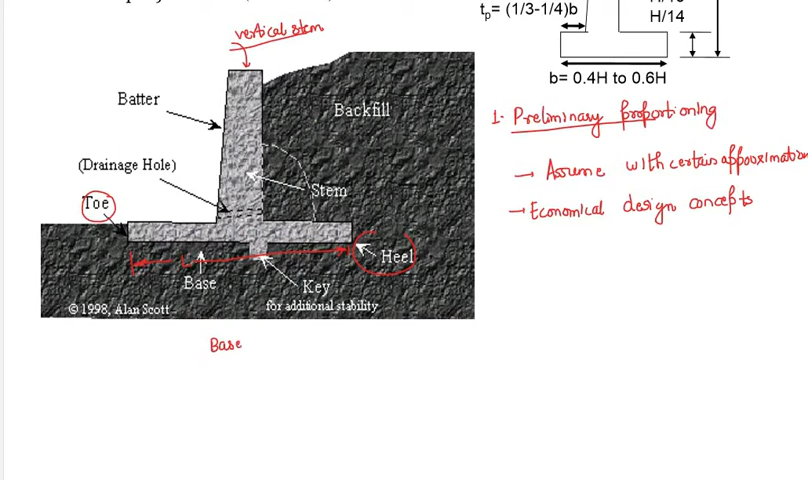 vertical stem
Batter
Backfill
(Drainage Hole)
Stem
Toe
L
Heel
Base
Key
for additional stability
© 1998, Alan Scott
Base
tp= (1/3-1/4)b
H/14
b= 0.4H to 0.6H
1- Preliminary proportioning
→ Assume with certain approximation
→ Economical design concepts